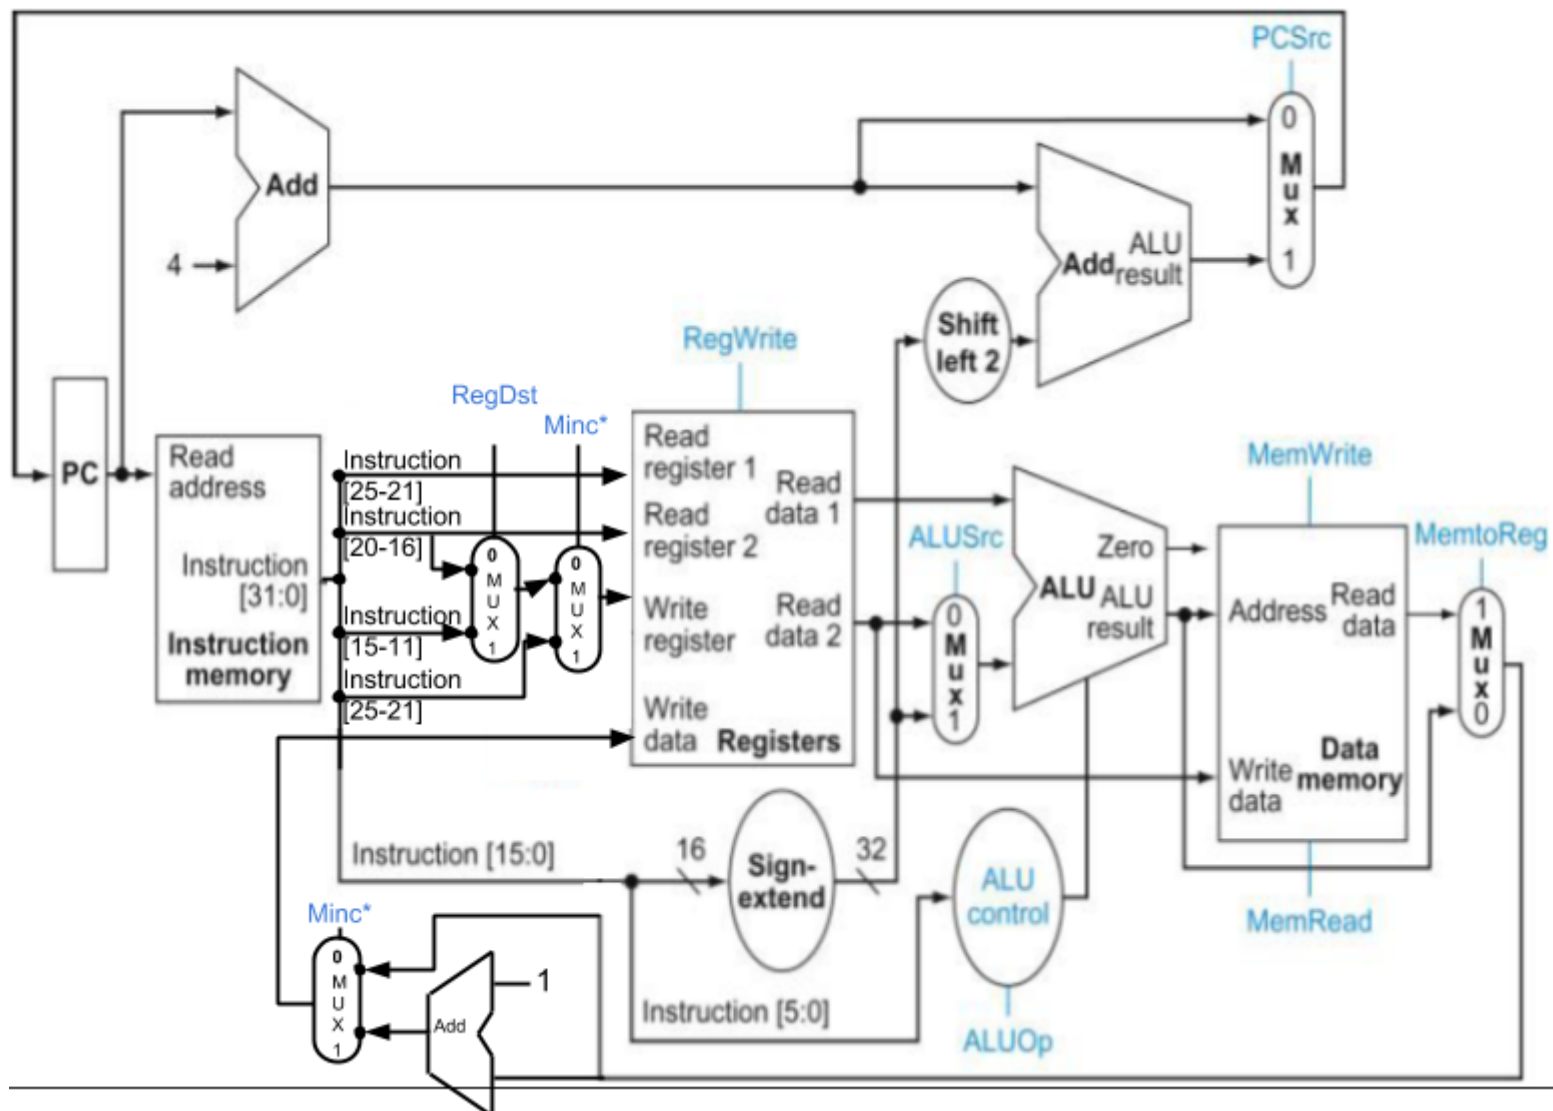 PCSrc
0
M
u
x
1
Add
4
Add
ALU
result
Shift
left 2
RegWrite
RegDst
Minc*
PC
Read
address
Instruction
[31:0]
Instruction
memory
Instruction
[25-21]
Instruction
[20-16]
Instruction
[15-11]
Instruction
[25-21]
0
M
U
X
1
0
M
U
X
1
Read
register 1
Read
register 2
Write
register
Write
data
Registers
Read
data 1
Read
data 2
ALUSrc
0
M
u
x
1
Zero
ALU
ALU
result
MemWrite
Address
Read
data
Write
data
Data
memory
MemRead
MemtoReg
1
M
u
x
0
Instruction [15:0]
16
Sign-
extend
32
ALU
control
ALUOp
Instruction [5:0]
Minc*
0
M
U
X
1
Add
1